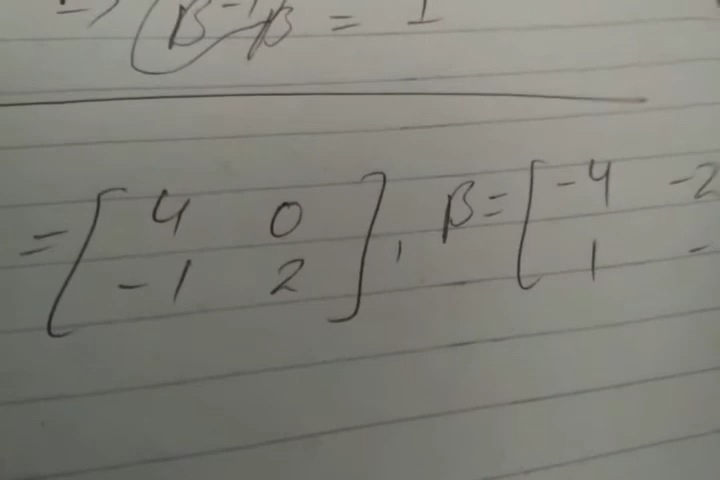 B⁻¹B = I
= [ 4 0 ], B = [ -4 -2
-1 2 1 -